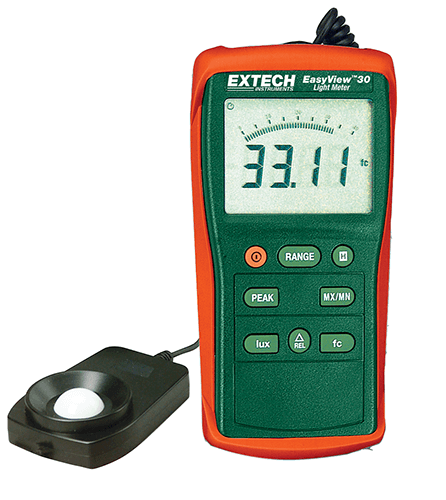 EXTECH
INSTRUMENTS
EasyView™30
Light Meter
33.11 fc
RANGE
H
PEAK
MX/MN
lux
△
REL
fc